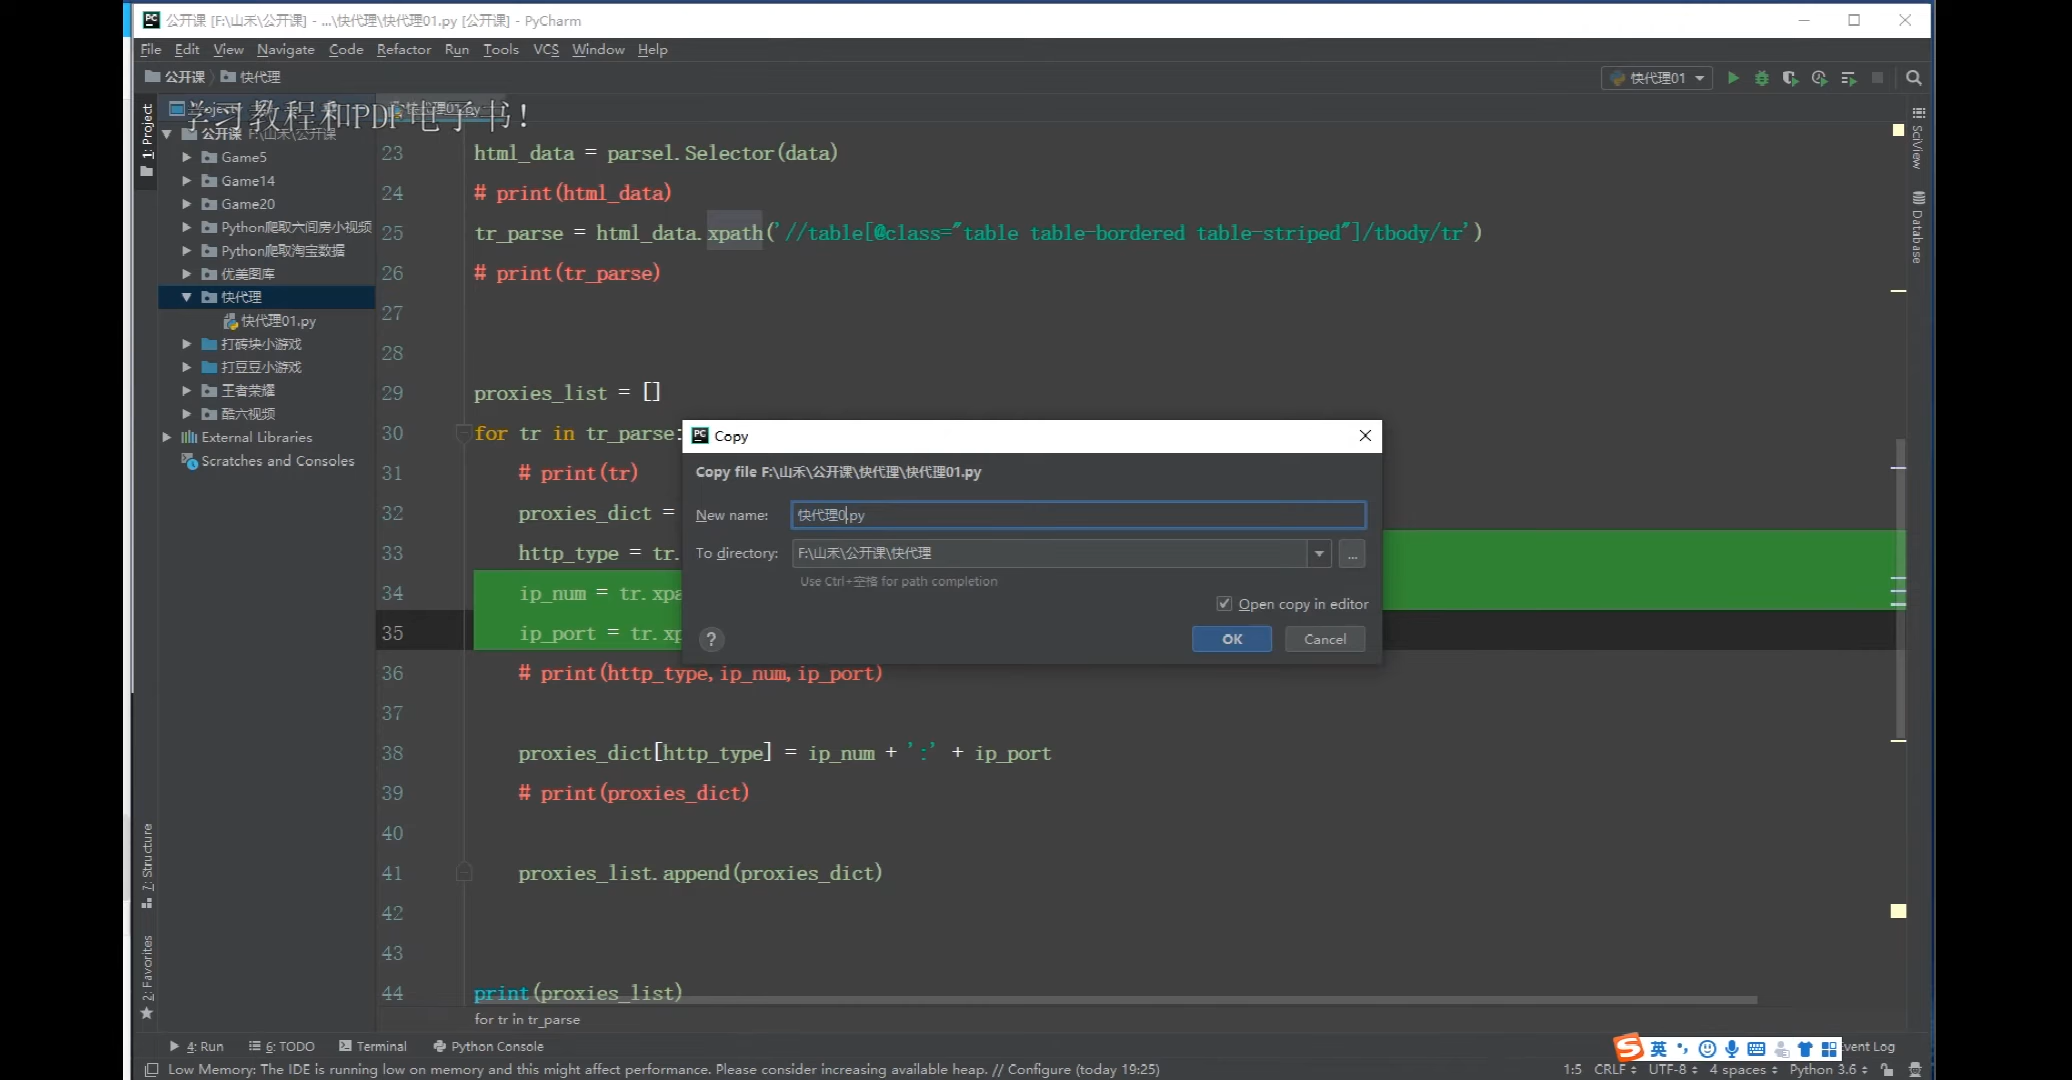 公开课 [F:\山禾\公开课] - ...\快代理\快代理01.py [公开课] - PyCharm
File Edit View Navigate Code Refactor Run Tools VCS Window Help
公开课 快代理
快代理01
学习教程和PDF电子书！
1: Project
公开课 F:\山禾\公开课
Game5
Game14
Game20
Python爬取六间房小视频
Python爬取淘宝数据
优美图库
快代理
快代理01.py
打砖块小游戏
打豆豆小游戏
王者荣耀
酷六视频
External Libraries
Scratches and Consoles
7: Structure
2: Favorites
23 html_data = parsel.Selector(data)
24 # print(html_data)
25 tr_parse = html_data.xpath('//table[@class="table table-bordered table-striped"]/tbody/tr')
26 # print(tr_parse)
27
28
29 proxies_list = []
30 for tr in tr_parse:
31 # print(tr)
32 proxies_dict =
33 http_type = tr.
34 ip_num = tr.xpa
35 ip_port = tr.xp
36 # print(http_type,ip_num,ip_port)
37
38 proxies_dict[http_type] = ip_num + ':' + ip_port
39 # print(proxies_dict)
40
41 proxies_list.append(proxies_dict)
42
43
44 print(proxies_list)
for tr in tr_parse
Copy
Copy file F:\山禾\公开课\快代理\快代理01.py
New name: 快代理0.py
To directory: F:\山禾\公开课\快代理
...
Use Ctrl+空格 for path completion
Open copy in editor
? OK Cancel
SciView
Database
4: Run 6: TODO Terminal Python Console
英
Event Log
Low Memory: The IDE is running low on memory and this might affect performance. Please consider increasing available heap. // Configure (today 19:25)
1:5 CRLF UTF-8 4 spaces Python 3.6